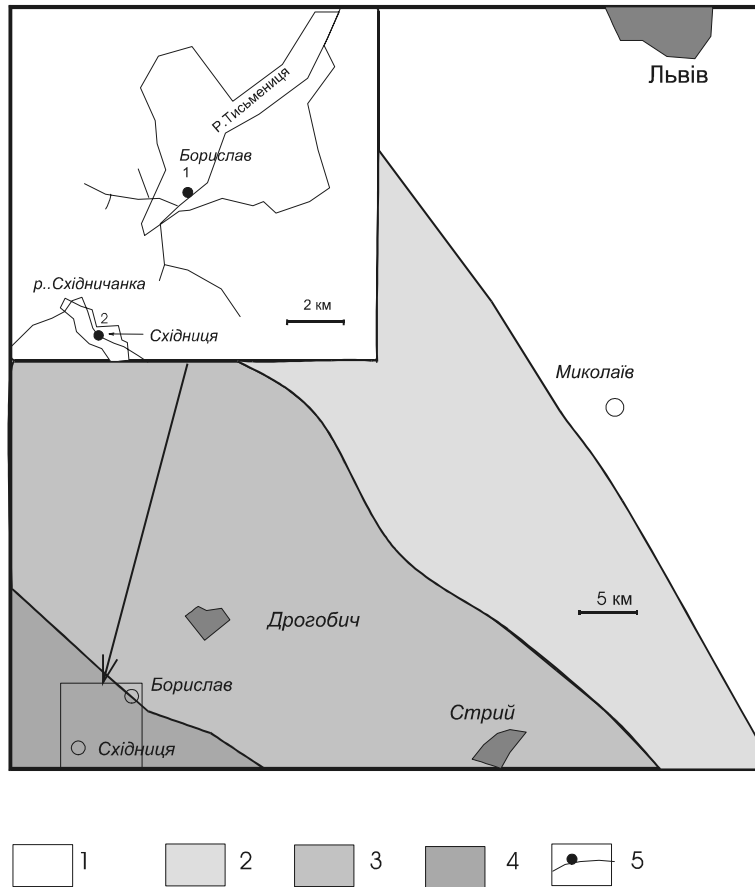 Львів
Р.Тисьмениця
Борислав
1
р..Східничанка
2
Східниця
2 км
Миколаїв
5 км
Дрогобич
Борислав
Стрий
Східниця
1
2
3
4
5